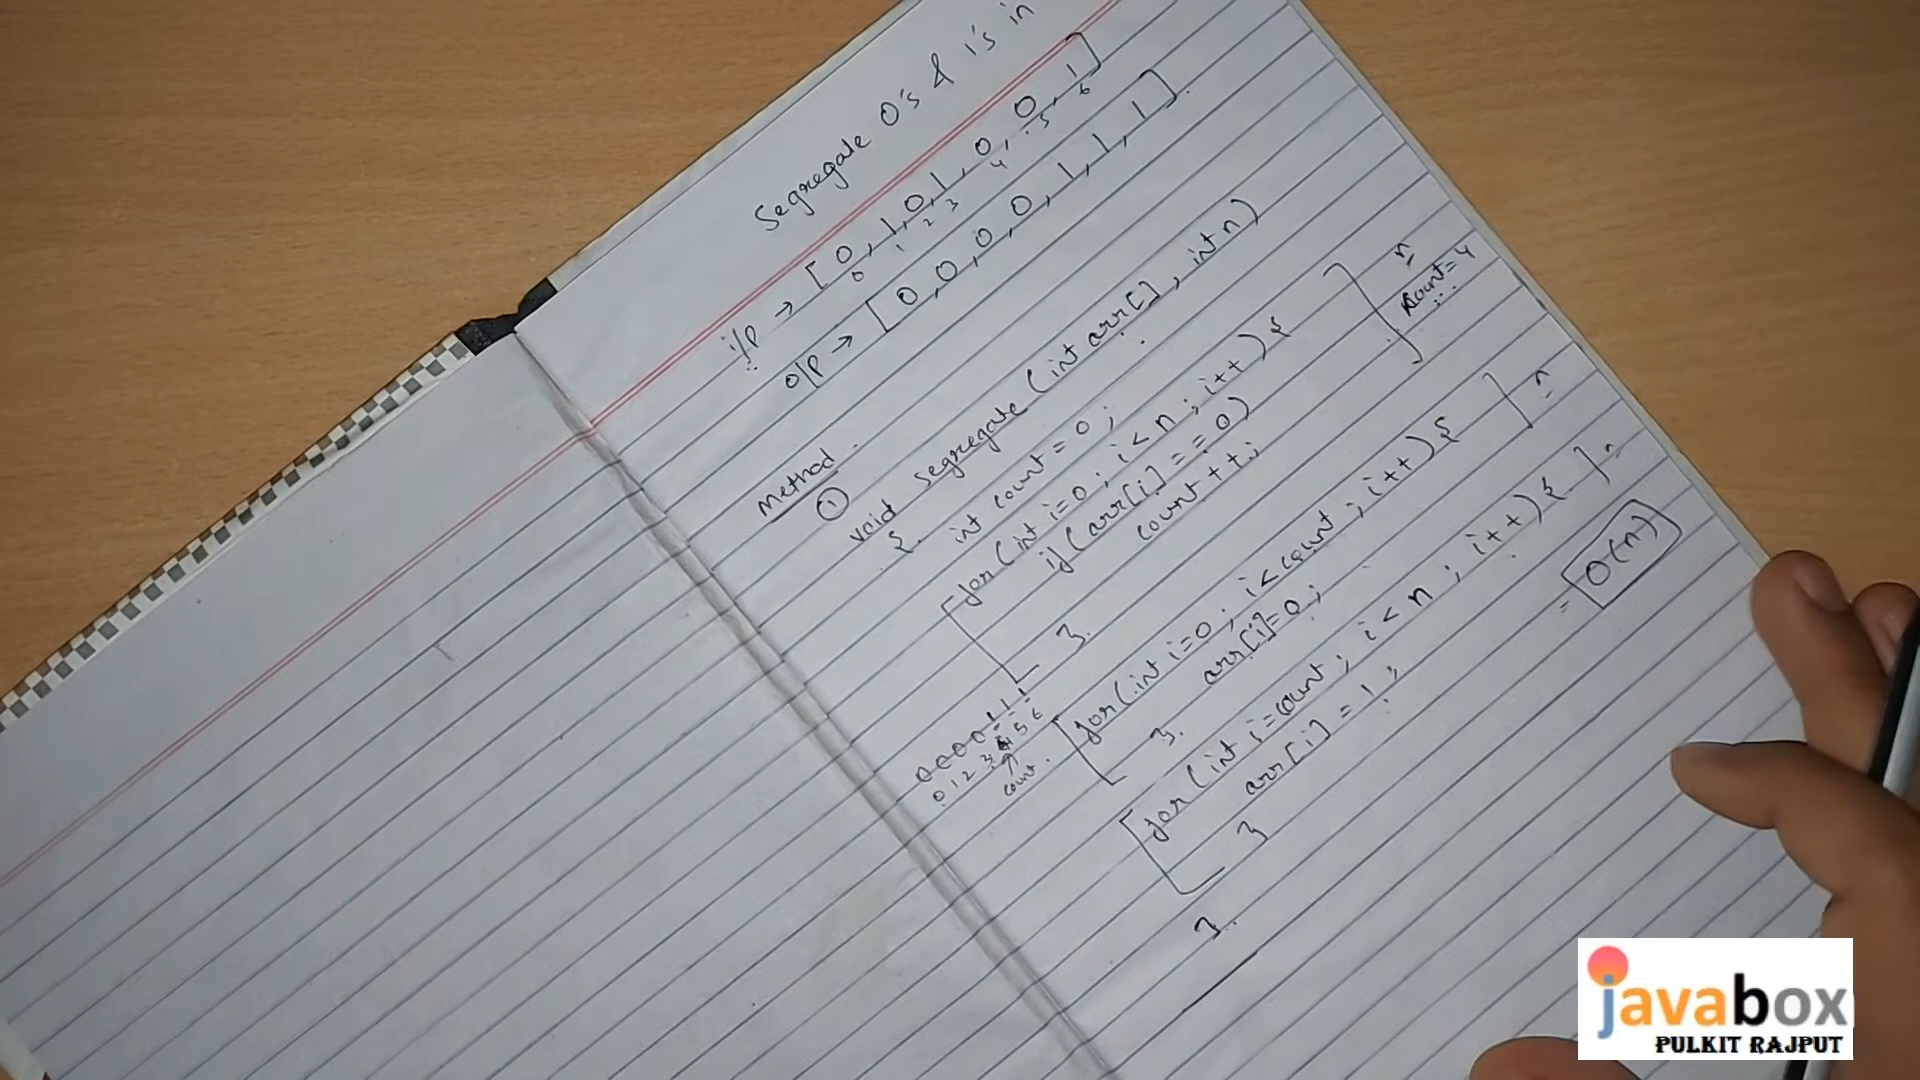 Segregate 0's & 1's in
i/p → [0, 1, 0, 1, 0, 0, 1]
0 1 2 3 4 5 6
o/p → [0, 0, 0, 0, 1, 1, 1].
Method
1
void segregate (int arr[], int n)
{ int count = 0;
for (int i=0; i<n; i++) {
if (arr[i] == 0)
count++;
}
n
count = 4
for (int i=0; i<count; i++) {
arr[i]=0;
}
n
for (int i=count; i<n; i++) {
arr[i] = 1;
}
n
= O(n)
}
0 0 0 0 1 1 1
0 1 2 3 4 5 6
count.
javabox
PULKIT RAJPUT